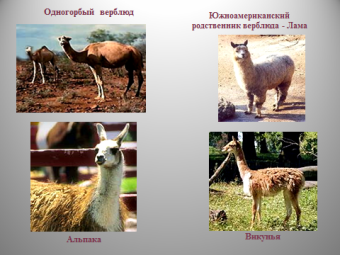 Одногорбый верблюд
Южноамериканский
родственник верблюда - Лама
Альпака
Викунья